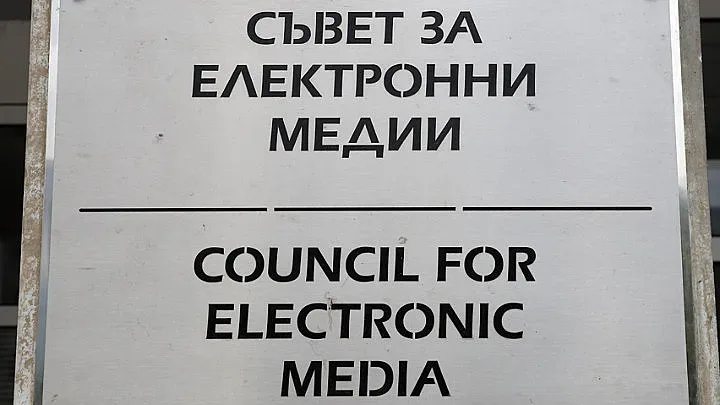 СЪВЕТ ЗА
ЕЛЕКТРОННИ
МЕДИИ
COUNCIL FOR
ELECTRONIC
MEDIA